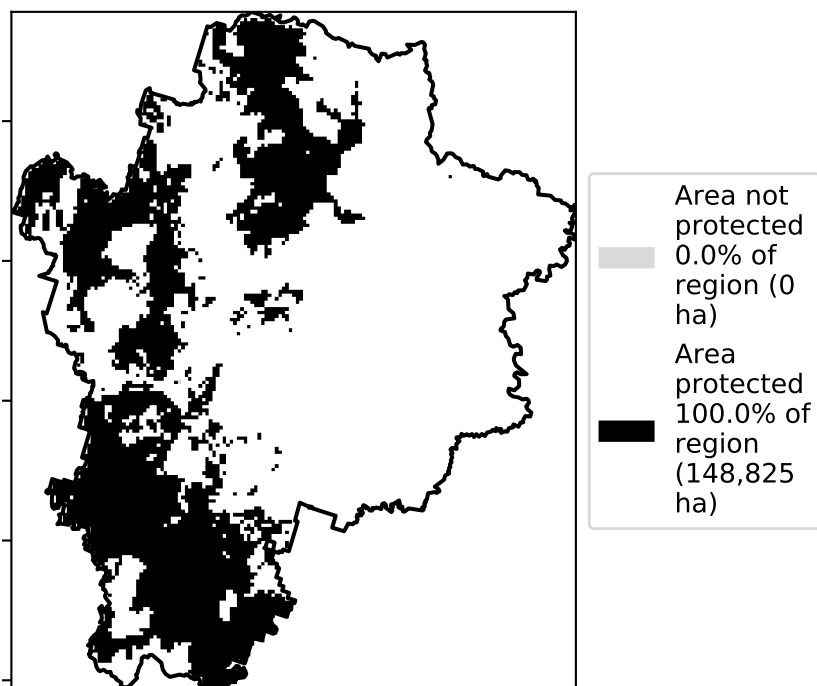 Area not
protected
0.0% of
region (0
ha)
Area
protected
100.0% of
region
(148,825
ha)